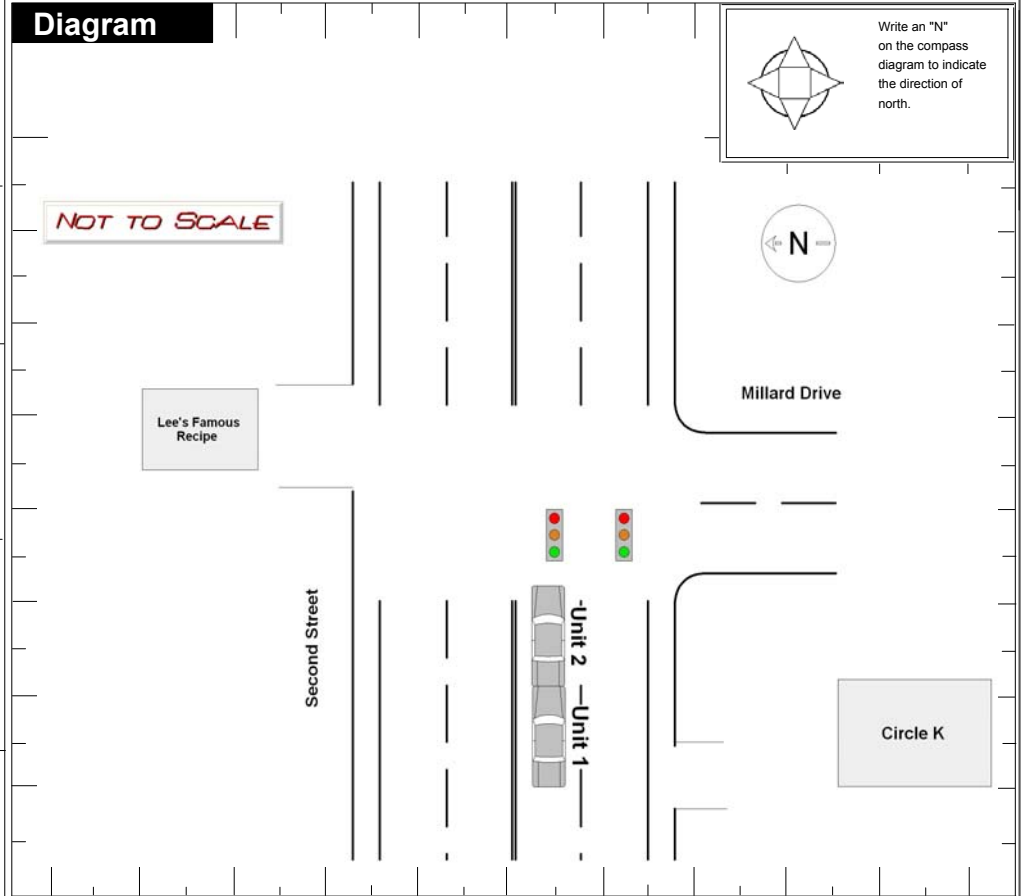 Diagram
Write an "N"
on the compass
diagram to indicate
the direction of
north.
NOT TO SCALE
N
Millard Drive
Lee's Famous
Recipe
Second Street
Unit 2
Unit 1
Circle K